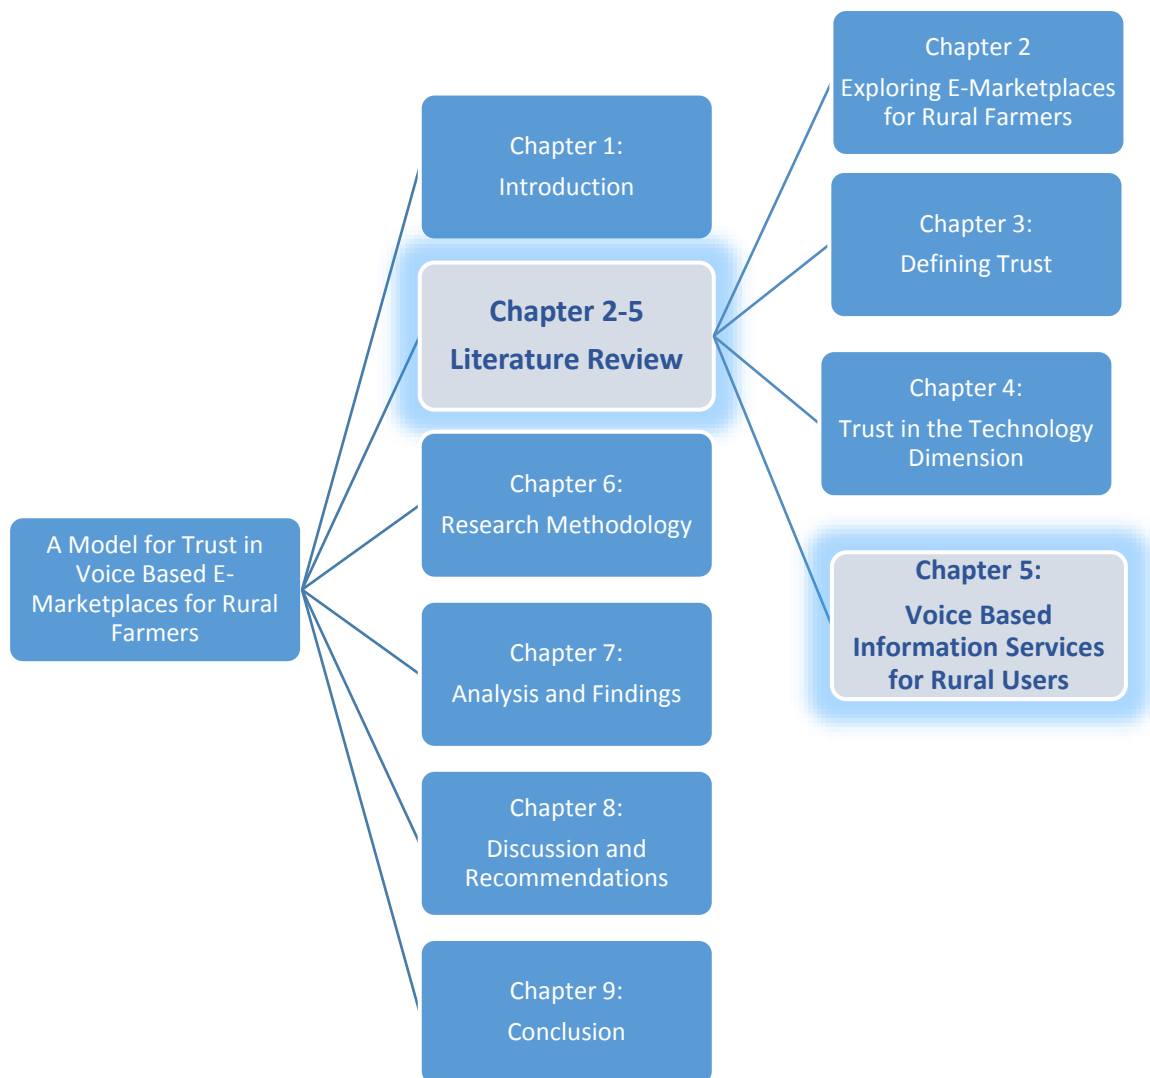 A Model for Trust in
Voice Based E-
Marketplaces for Rural
Farmers
Chapter 1:
Introduction
Chapter 2-5
Literature Review
Chapter 6:
Research Methodology
Chapter 7:
Analysis and Findings
Chapter 8:
Discussion and
Recommendations
Chapter 9:
Conclusion
Chapter 2
Exploring E-Marketplaces
for Rural Farmers
Chapter 3:
Defining Trust
Chapter 4:
Trust in the Technology
Dimension
Chapter 5:
Voice Based
Information Services
for Rural Users